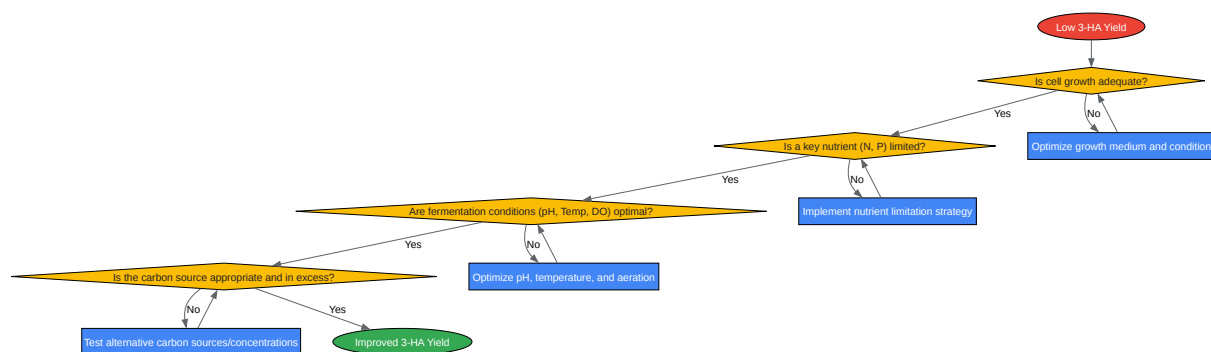 Low 3-HA Yield
Is cell growth adequate?
Yes
No
Is a key nutrient (N, P) limited?
Optimize growth medium and condition
Yes
No
Are fermentation conditions (pH, Temp, DO) optimal?
Implement nutrient limitation strategy
Yes
No
Is the carbon source appropriate and in excess?
Optimize pH, temperature, and aeration
No
Yes
Test alternative carbon sources/concentrations
Improved 3-HA Yield